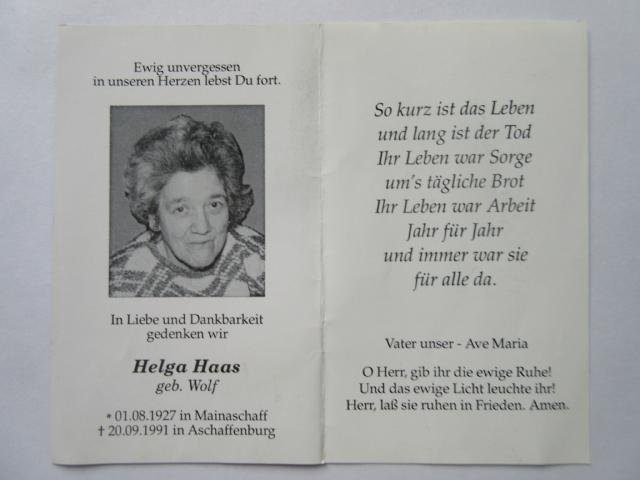 Ewig unvergessen
in unseren Herzen lebst Du fort.
In Liebe und Dankbarkeit
gedenken wir
Helga Haas
geb. Wolf
* 01.08.1927 in Mainaschaff
† 20.09.1991 in Aschaffenburg
So kurz ist das Leben
und lang ist der Tod
Ihr Leben war Sorge
um's tägliche Brot
Ihr Leben war Arbeit
Jahr für Jahr
und immer war sie
für alle da.
Vater unser - Ave Maria
O Herr, gib ihr die ewige Ruhe!
Und das ewige Licht leuchte ihr!
Herr, laß sie ruhen in Frieden. Amen.